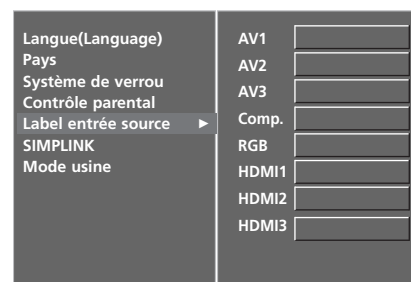 Langue(Language)
Pays
Système de verrou
Contrôle parental
Label entrée source ►
SIMPLINK
Mode usine
AV1
AV2
AV3
Comp.
RGB
HDMI1
HDMI2
HDMI3